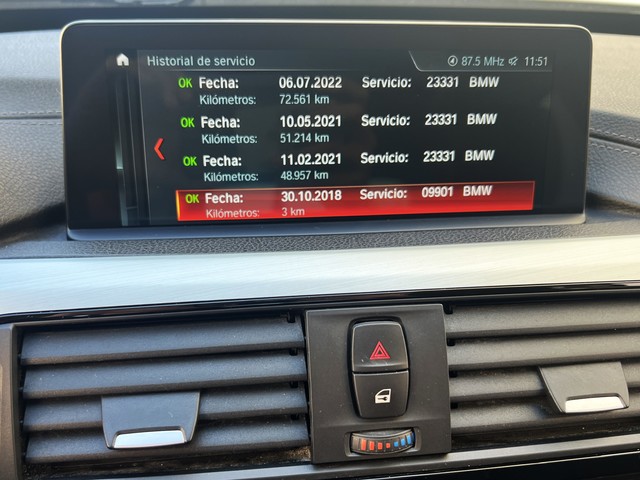 Historial de servicio 87.5 MHz 11:51
OK Fecha: 06.07.2022 Servicio: 23331 BMW
Kilómetros: 72.561 km
OK Fecha: 10.05.2021 Servicio: 23331 BMW
Kilómetros: 51.214 km
OK Fecha: 11.02.2021 Servicio: 23331 BMW
Kilómetros: 48.957 km
OK Fecha: 30.10.2018 Servicio: 09901 BMW
Kilómetros: 3 km